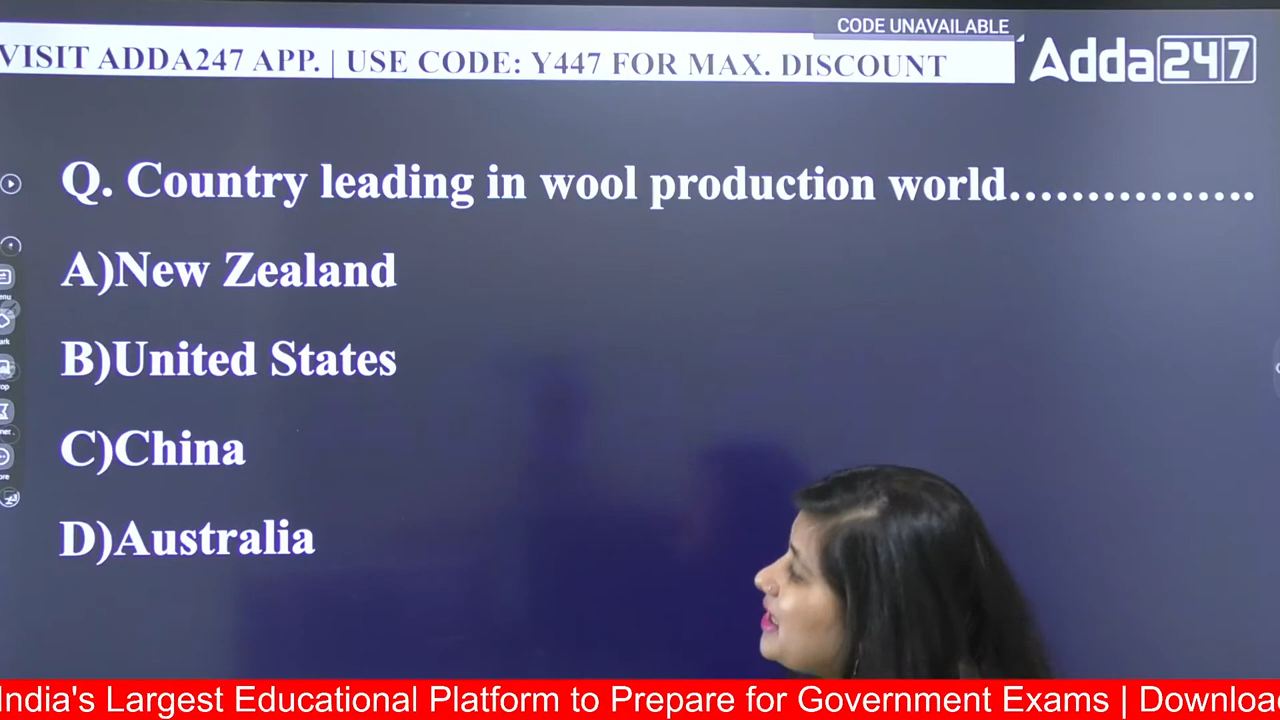 CODE UNAVAILABLE
VISIT ADDA247 APP. | USE CODE: Y447 FOR MAX. DISCOUNT
Adda247
Q. Country leading in wool production world................
A)New Zealand
B)United States
C)China
D)Australia
India's Largest Educational Platform to Prepare for Government Exams | Downloa